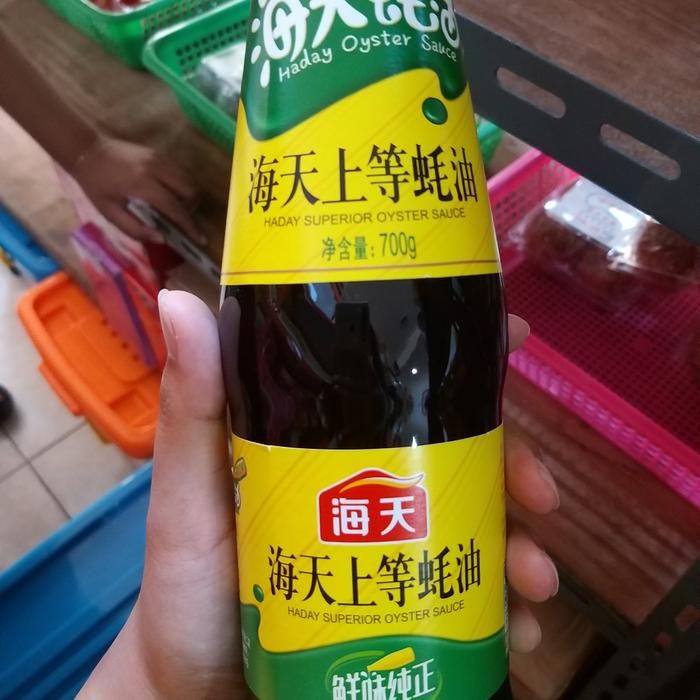 海天蚝油
Haday Oyster Sauce
海天上等蚝油
HADAY SUPERIOR OYSTER SAUCE
净含量: 700g
海天
海天上等蚝油
HADAY SUPERIOR OYSTER SAUCE
鲜味纯正